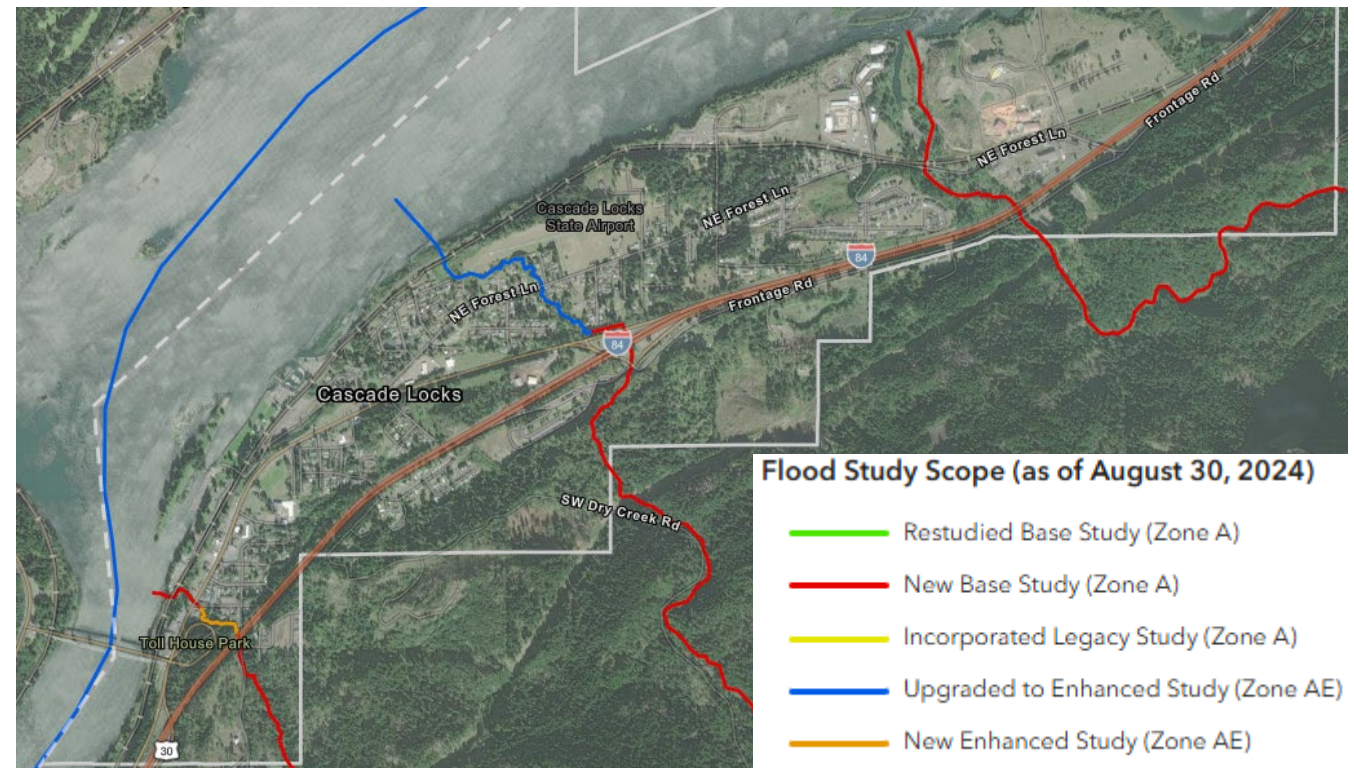 Frontage Rd
NE Forest Ln
Cascade Locks
State Airport
NE Forest Ln
84
NE Forest Ln
Frontage Rd
84
Cascade Locks
SW Dry Creek Rd
Toll House Park
30
Flood Study Scope (as of August 30, 2024)
Restudied Base Study (Zone A)
New Base Study (Zone A)
Incorporated Legacy Study (Zone A)
Upgraded to Enhanced Study (Zone AE)
New Enhanced Study (Zone AE)